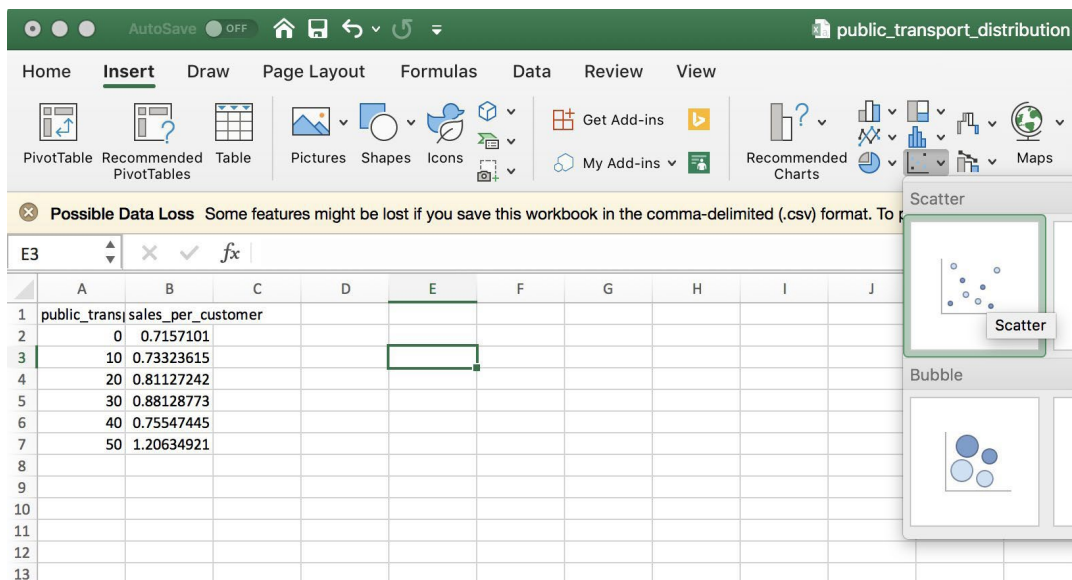 AutoSave OFF public_transport_distribution
Home Insert Draw Page Layout Formulas Data Review View
PivotTable Recommended PivotTables Table Pictures Shapes Icons Get Add-ins My Add-ins Recommended Charts Maps
Possible Data Loss Some features might be lost if you save this workbook in the comma-delimited (.csv) format. To
Scatter
E3 fx
A B C D E F G H I J
1 public_trans sales_per_customer
2 0 0.7157101
Scatter
3 10 0.73323615
4 20 0.81127242
5 30 0.88128773
Bubble
6 40 0.75547445
7 50 1.20634921
8
9
10
11
12
13